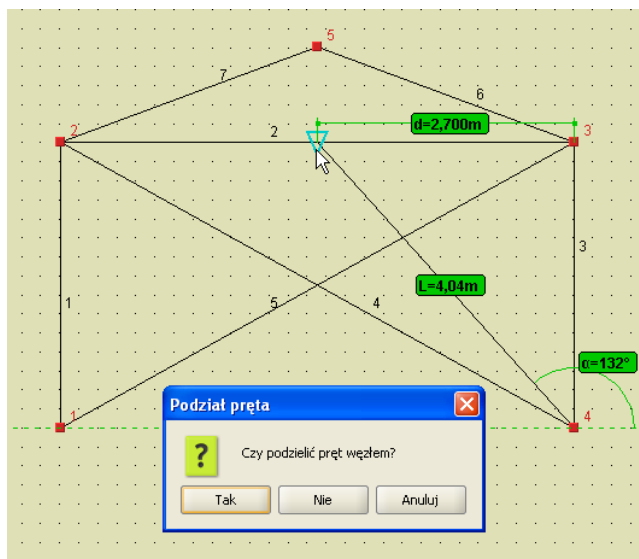 5
7
6
d=2,700m
2
2
3
1
3
L=4,04m
5
4
α=132°
1
4
Podział pręta
Czy podzielić pręt węzłem?
Tak Nie Anuluj